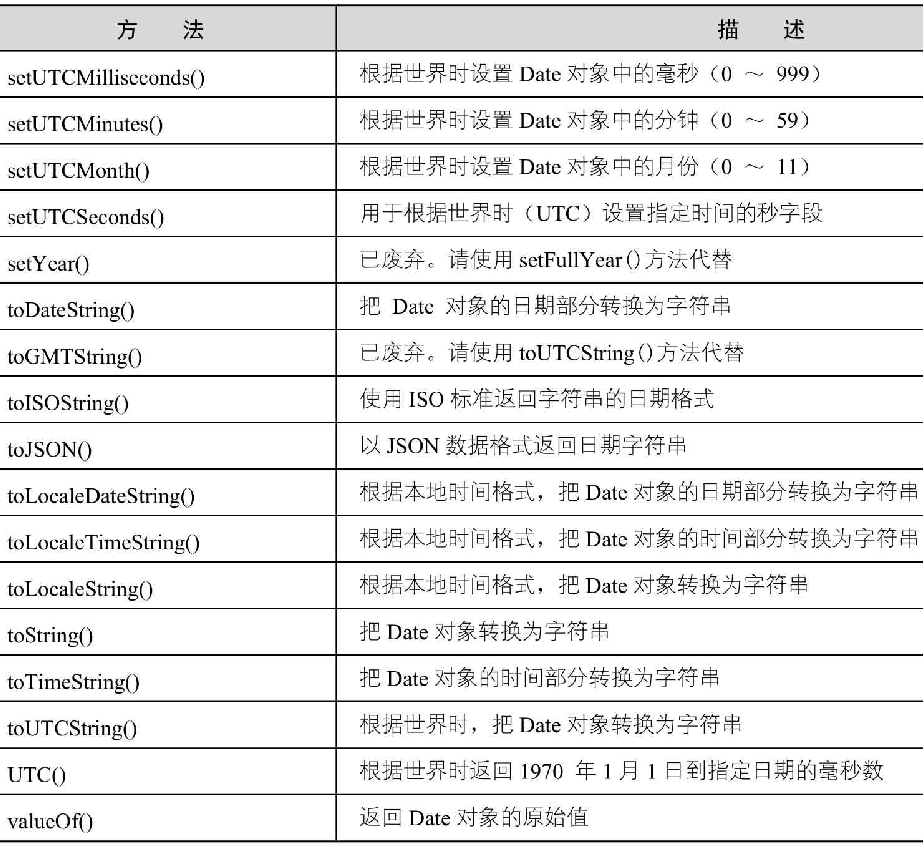 方 法 描 述
setUTCMilliseconds() 根据世界时设置 Date 对象中的毫秒（0 ～ 999）
setUTCMinutes() 根据世界时设置 Date 对象中的分钟（0 ～ 59）
setUTCMonth() 根据世界时设置 Date 对象中的月份（0 ～ 11）
setUTCSeconds() 用于根据世界时（UTC）设置指定时间的秒字段
setYear() 已废弃。请使用 setFullYear()方法代替
toDateString() 把 Date 对象的日期部分转换为字符串
toGMTString() 已废弃。请使用 toUTCString()方法代替
toISOString() 使用 ISO 标准返回字符串的日期格式
toJSON() 以 JSON 数据格式返回日期字符串
toLocaleDateString() 根据本地时间格式，把 Date 对象的日期部分转换为字符串
toLocaleTimeString() 根据本地时间格式，把 Date 对象的时间部分转换为字符串
toLocaleString() 根据本地时间格式，把 Date 对象转换为字符串
toString() 把 Date 对象转换为字符串
toTimeString() 把 Date 对象的时间部分转换为字符串
toUTCString() 根据世界时，把 Date 对象转换为字符串
UTC() 根据世界时返回 1970 年 1 月 1 日到指定日期的毫秒数
valueOf() 返回 Date 对象的原始值